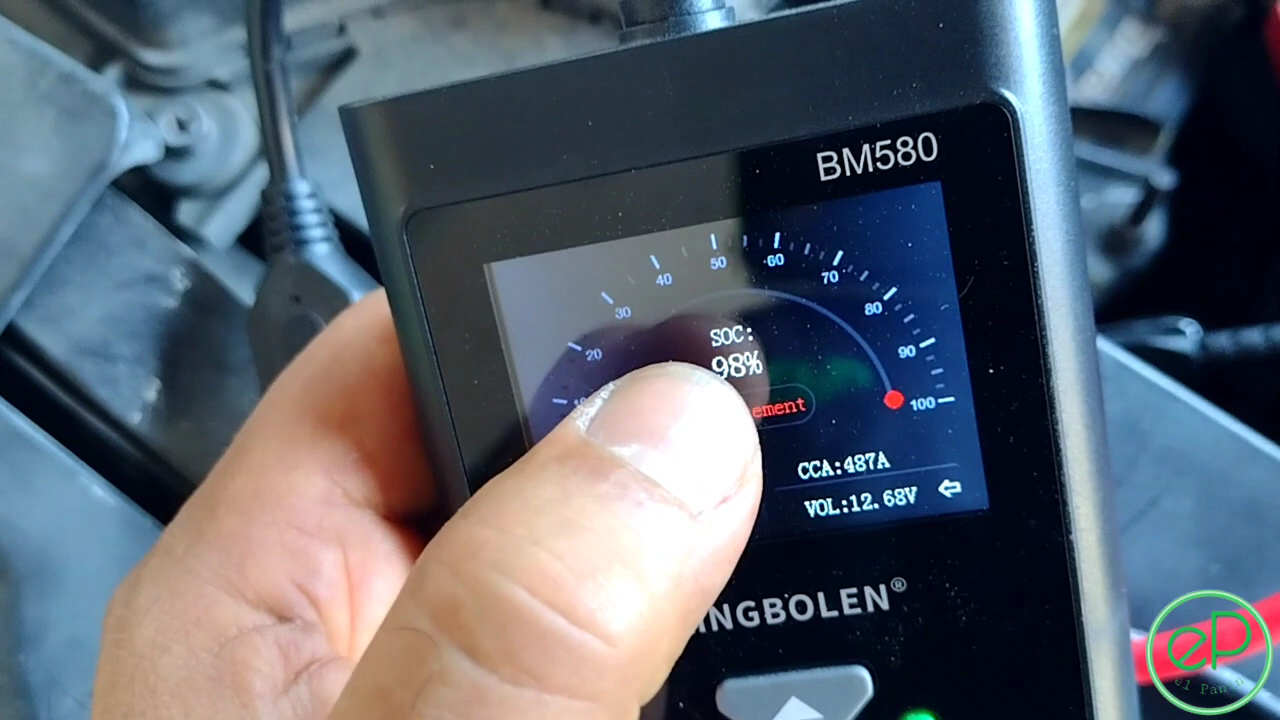 BM580
50
60
40
70
30
80
SOC:
20
98%
90
ement
100
CCA:487A
VOL:12.68V
INGBOLEN®
eP